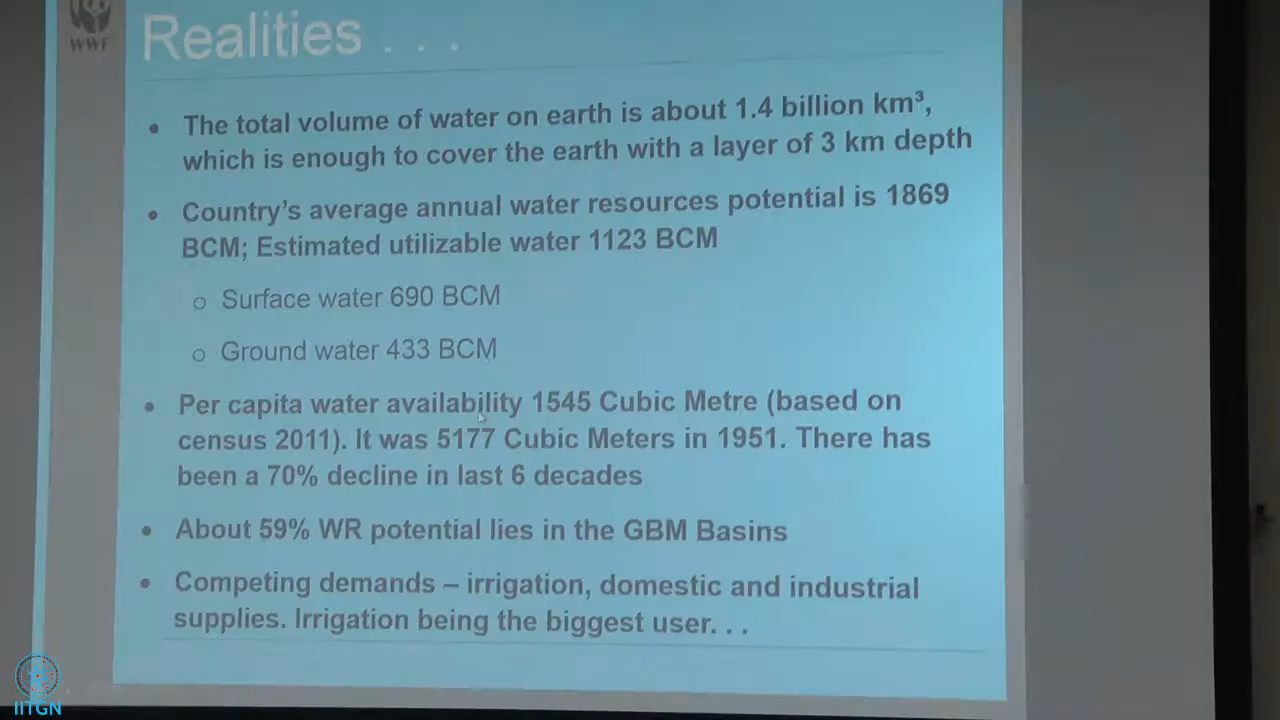 WWF
Realities . . .
• The total volume of water on earth is about 1.4 billion km³,
which is enough to cover the earth with a layer of 3 km depth
• Country's average annual water resources potential is 1869
BCM; Estimated utilizable water 1123 BCM
o Surface water 690 BCM
o Ground water 433 BCM
• Per capita water availability 1545 Cubic Metre (based on
census 2011). It was 5177 Cubic Meters in 1951. There has
been a 70% decline in last 6 decades
• About 59% WR potential lies in the GBM Basins
• Competing demands – irrigation, domestic and industrial
supplies. Irrigation being the biggest user. . .
IITGN